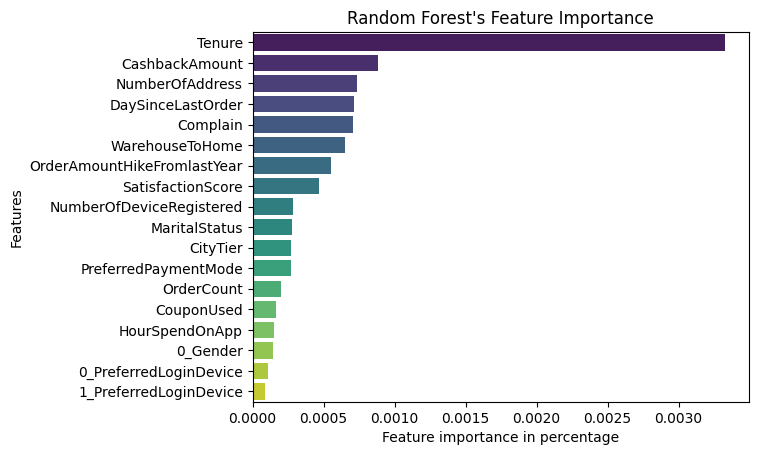 Random Forest's Feature Importance
Features
Tenure
CashbackAmount
NumberOfAddress
DaySinceLastOrder
Complain
WarehouseToHome
OrderAmountHikeFromlastYear
SatisfactionScore
NumberOfDeviceRegistered
MaritalStatus
CityTier
PreferredPaymentMode
OrderCount
CouponUsed
HourSpendOnApp
0_Gender
0_PreferredLoginDevice
1_PreferredLoginDevice
0.0000 0.0005 0.0010 0.0015 0.0020 0.0025 0.0030
Feature importance in percentage